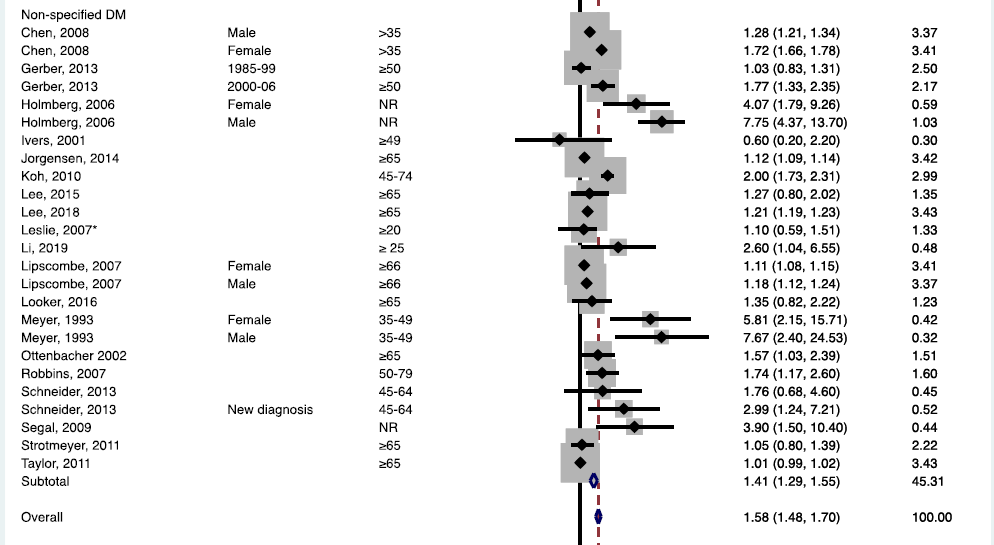 Non-specified DM
Chen, 2008 Male >35 1.28 (1.21, 1.34) 3.37
Chen, 2008 Female >35 1.72 (1.66, 1.78) 3.41
Gerber, 2013 1985-99 ≥50 1.03 (0.83, 1.31) 2.50
Gerber, 2013 2000-06 ≥50 1.77 (1.33, 2.35) 2.17
Holmberg, 2006 Female NR 4.07 (1.79, 9.26) 0.59
Holmberg, 2006 Male NR 7.75 (4.37, 13.70) 1.03
Ivers, 2001 ≥49 0.60 (0.20, 2.20) 0.30
Jorgensen, 2014 ≥65 1.12 (1.09, 1.14) 3.42
Koh, 2010 45-74 2.00 (1.73, 2.31) 2.99
Lee, 2015 ≥65 1.27 (0.80, 2.02) 1.35
Lee, 2018 ≥65 1.21 (1.19, 1.23) 3.43
Leslie, 2007* ≥20 1.10 (0.59, 1.51) 1.33
Li, 2019 ≥ 25 2.60 (1.04, 6.55) 0.48
Lipscombe, 2007 Female ≥66 1.11 (1.08, 1.15) 3.41
Lipscombe, 2007 Male ≥66 1.18 (1.12, 1.24) 3.37
Looker, 2016 ≥65 1.35 (0.82, 2.22) 1.23
Meyer, 1993 Female 35-49 5.81 (2.15, 15.71) 0.42
Meyer, 1993 Male 35-49 7.67 (2.40, 24.53) 0.32
Ottenbacher 2002 ≥65 1.57 (1.03, 2.39) 1.51
Robbins, 2007 50-79 1.74 (1.17, 2.60) 1.60
Schneider, 2013 45-64 1.76 (0.68, 4.60) 0.45
Schneider, 2013 New diagnosis 45-64 2.99 (1.24, 7.21) 0.52
Segal, 2009 NR 3.90 (1.50, 10.40) 0.44
Strotmeyer, 2011 ≥65 1.05 (0.80, 1.39) 2.22
Taylor, 2011 ≥65 1.01 (0.99, 1.02) 3.43
Subtotal 1.41 (1.29, 1.55) 45.31
Overall 1.58 (1.48, 1.70) 100.00